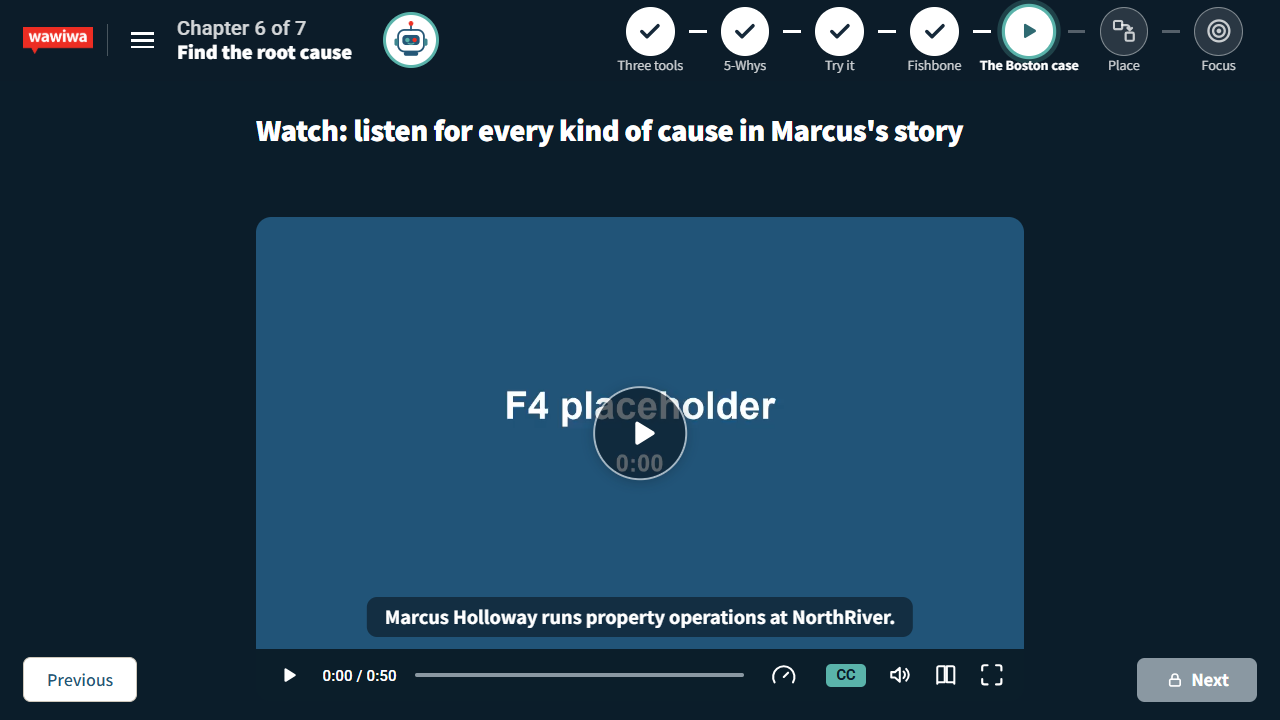 wawiwa
Chapter 6 of 7
Find the root cause
Three tools
5-Whys
Try it
Fishbone
The Boston case
Place
Focus
Watch: listen for every kind of cause in Marcus's story
F4 placeholder
0:00
Marcus Holloway runs property operations at NorthRiver.
0:00 / 0:50
CC
Previous
Next